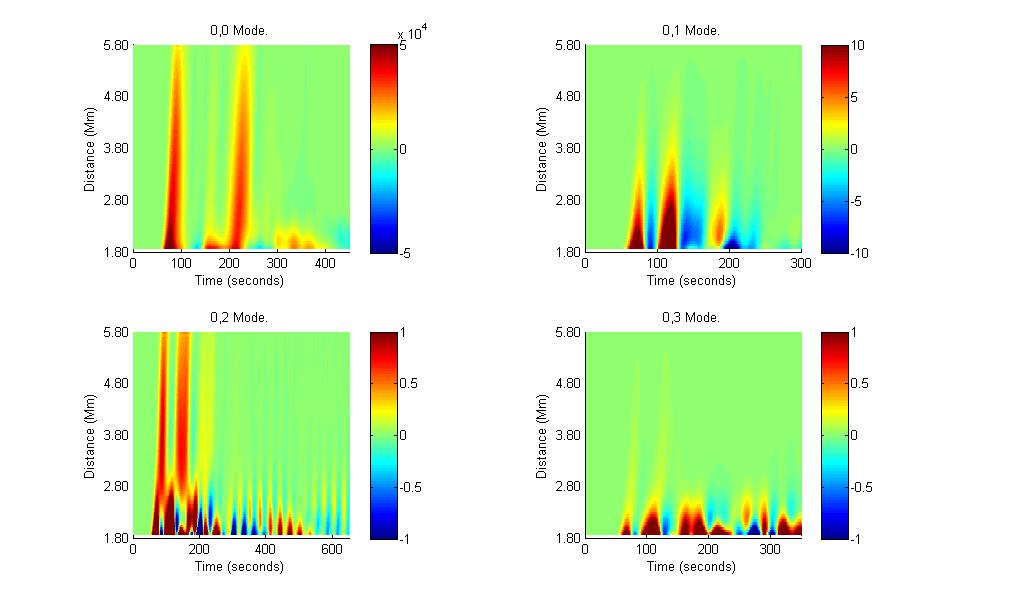 0,0 Mode.
x 10^4
5.80
4.80
3.80
2.80
1.80
Distance (Mm)
0 100 200 300 400
Time (seconds)
5
0
-5
0,1 Mode.
5.80
4.80
3.80
2.80
1.80
Distance (Mm)
0 100 200 300
Time (seconds)
10
5
0
-5
-10
0,2 Mode.
5.80
4.80
3.80
2.80
1.80
Distance (Mm)
0 200 400 600
Time (seconds)
1
0.5
0
-0.5
-1
0,3 Mode.
5.80
4.80
3.80
2.80
1.80
Distance (Mm)
0 100 200 300
Time (seconds)
1
0.5
0
-0.5
-1